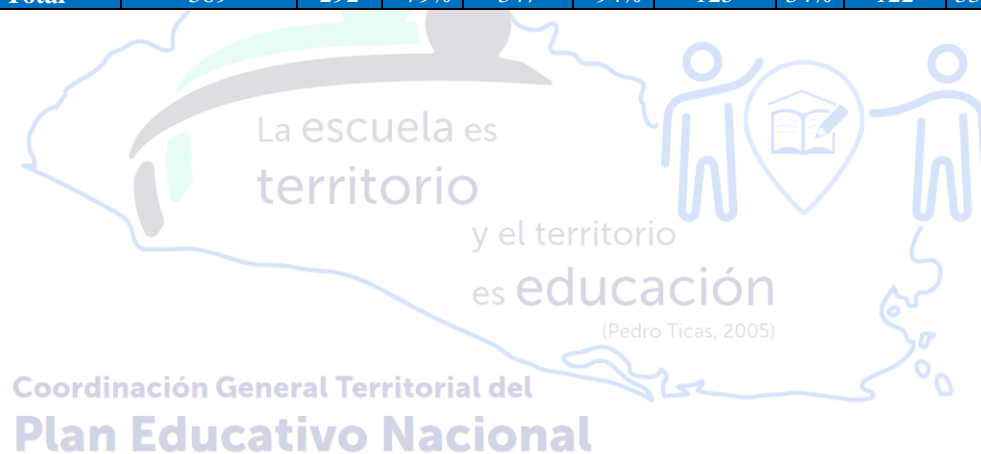 Total
La escuela es
territorio
y el territorio
es educación
(Pedro Ticas, 2005)
Coordinación General Territorial del
Plan Educativo Nacional